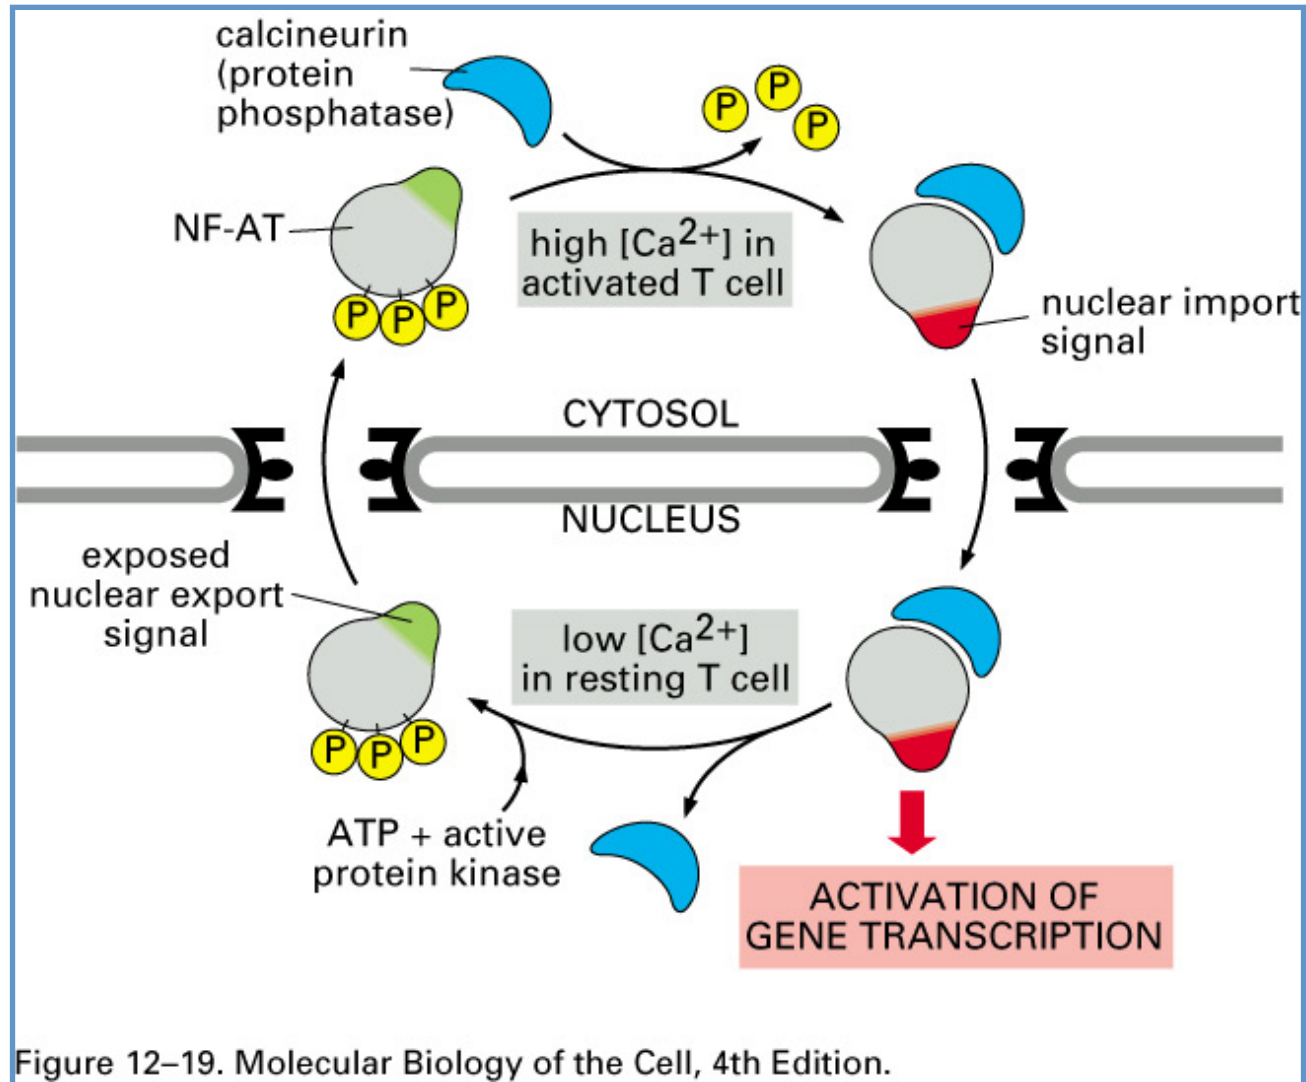 calcineurin
(protein
phosphatase)
P
P
P
NF-AT
high [Ca2+] in
activated T cell
P
P
P
nuclear import
signal
CYTOSOL
NUCLEUS
exposed
nuclear export
signal
low [Ca2+]
in resting T cell
P
P
P
ATP + active
protein kinase
ACTIVATION OF
GENE TRANSCRIPTION
Figure 12–19. Molecular Biology of the Cell, 4th Edition.